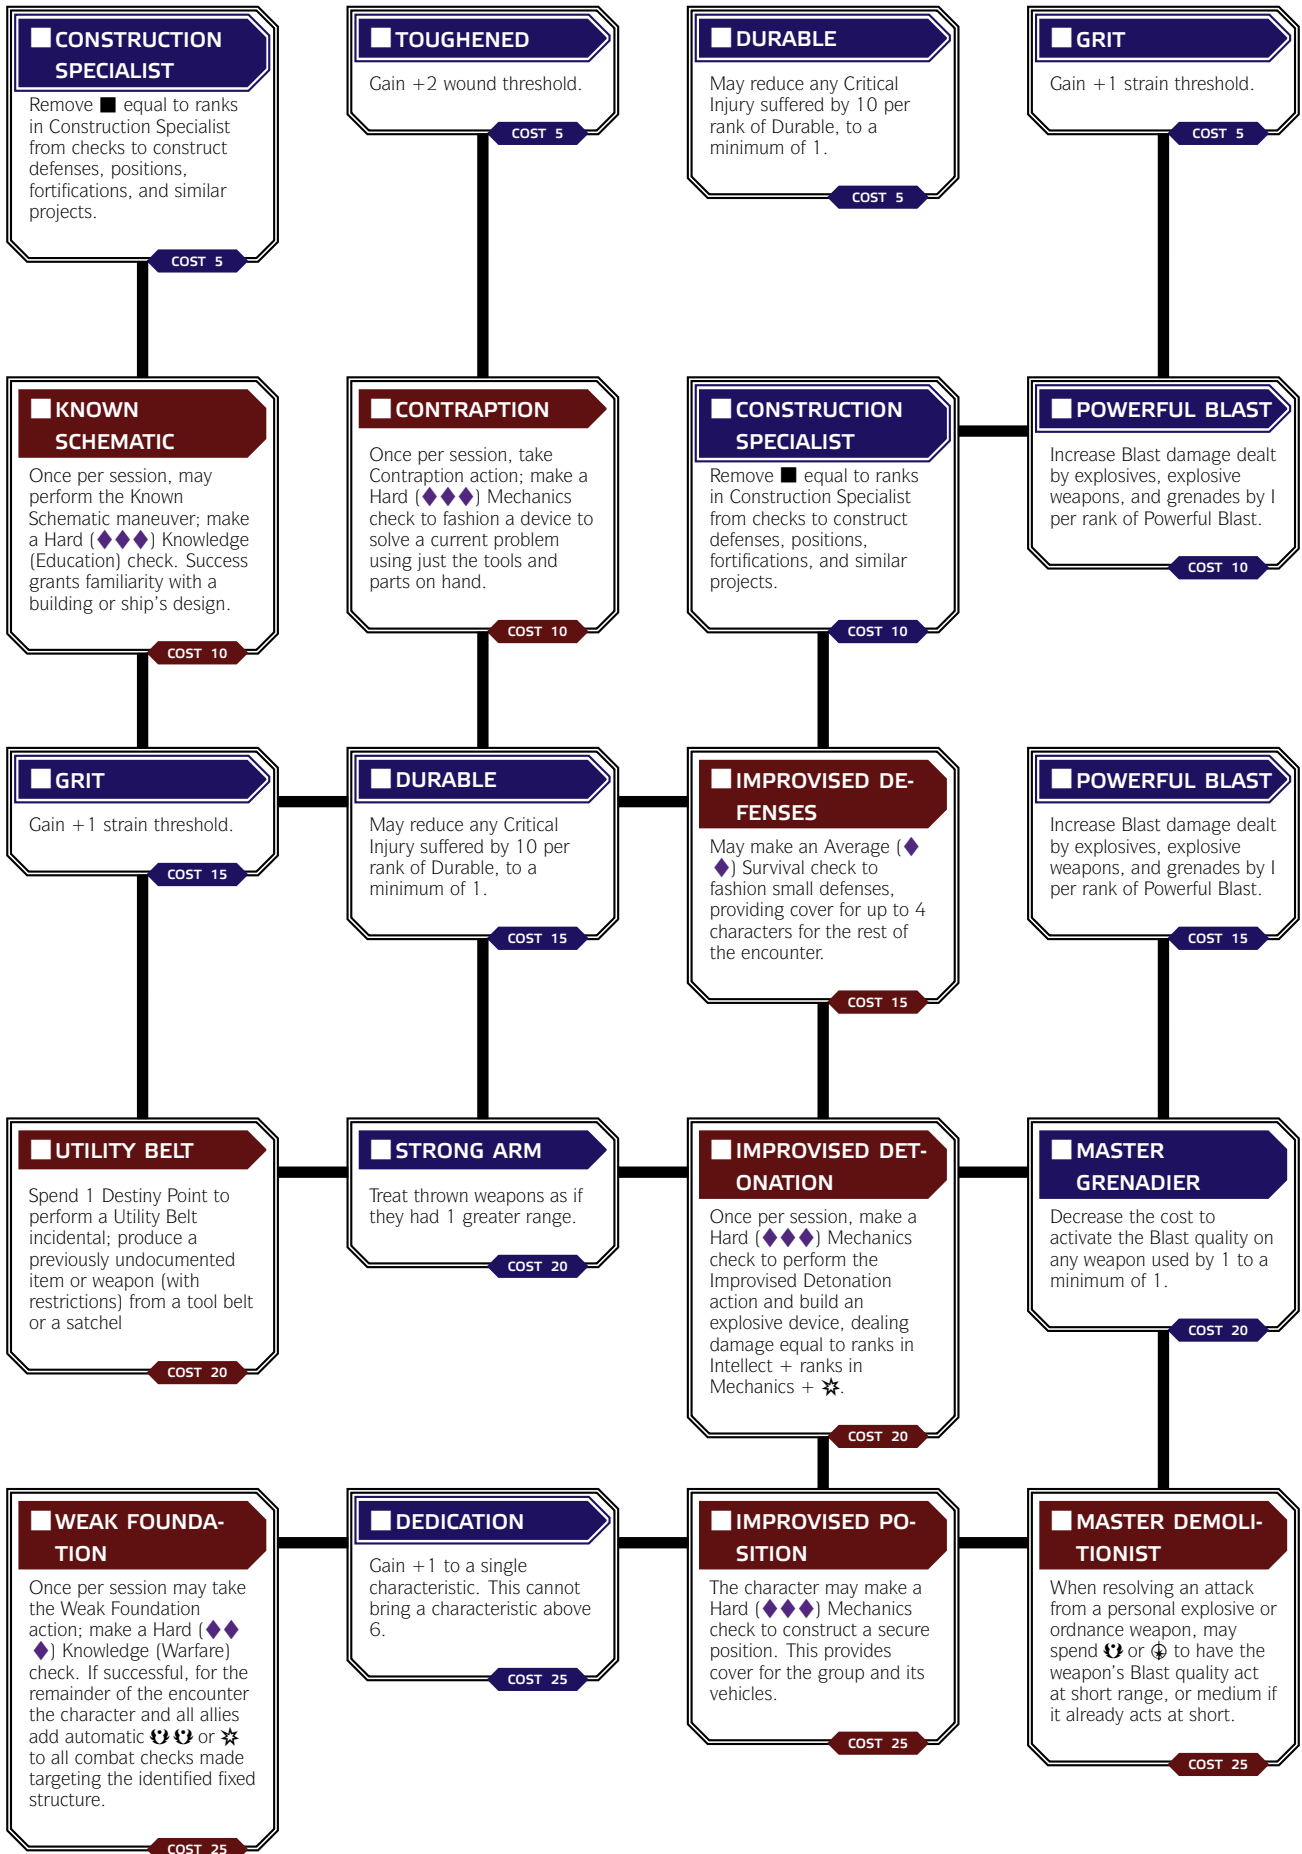 CONSTRUCTION
SPECIALIST
Remove ■ equal to ranks
in Construction Specialist
from checks to construct
defenses, positions,
fortifications, and similar
projects.
COST 5
TOUGHENED
Gain +2 wound threshold.
COST 5
DURABLE
May reduce any Critical
Injury suffered by 10 per
rank of Durable, to a
minimum of 1.
COST 5
GRIT
Gain +1 strain threshold.
COST 5
KNOWN
SCHEMATIC
Once per session, may
perform the Known
Schematic maneuver; make
a Hard (♦♦♦) Knowledge
(Education) check. Success
grants familiarity with a
building or ship's design.
COST 10
CONTRAPTION
Once per session, take
Contraption action; make a
Hard (♦♦♦) Mechanics
check to fashion a device to
solve a current problem
using just the tools and
parts on hand.
COST 10
CONSTRUCTION
SPECIALIST
Remove ■ equal to ranks
in Construction Specialist
from checks to construct
defenses, positions,
fortifications, and similar
projects.
COST 10
POWERFUL BLAST
Increase Blast damage dealt
by explosives, explosive
weapons, and grenades by I
per rank of Powerful Blast.
COST 10
GRIT
Gain +1 strain threshold.
COST 15
DURABLE
May reduce any Critical
Injury suffered by 10 per
rank of Durable, to a
minimum of 1.
COST 15
IMPROVISED DE-
FENSES
May make an Average (♦
♦) Survival check to
fashion small defenses,
providing cover for up to 4
characters for the rest of
the encounter.
COST 15
POWERFUL BLAST
Increase Blast damage dealt
by explosives, explosive
weapons, and grenades by I
per rank of Powerful Blast.
COST 15
UTILITY BELT
Spend 1 Destiny Point to
perform a Utility Belt
incidental; produce a
previously undocumented
item or weapon (with
restrictions) from a tool belt
or a satchel
COST 20
STRONG ARM
Treat thrown weapons as if
they had 1 greater range.
COST 20
IMPROVISED DET-
ONATION
Once per session, make a
Hard (♦♦♦) Mechanics
check to perform the
Improvised Detonation
action and build an
explosive device, dealing
damage equal to ranks in
Intellect + ranks in
Mechanics + .
COST 20
MASTER
GRENADIER
Decrease the cost to
activate the Blast quality on
any weapon used by 1 to a
minimum of 1.
COST 20
WEAK FOUNDA-
TION
Once per session may take
the Weak Foundation
action; make a Hard (♦♦
♦) Knowledge (Warfare)
check. If successful, for the
remainder of the encounter
the character and all allies
add automatic or
to all combat checks made
targeting the identified fixed
structure.
COST 25
DEDICATION
Gain +1 to a single
characteristic. This cannot
bring a characteristic above
6.
COST 25
IMPROVISED PO-
SITION
The character may make a
Hard (♦♦♦) Mechanics
check to construct a secure
position. This provides
cover for the group and its
vehicles.
COST 25
MASTER DEMOLI-
TIONIST
When resolving an attack
from a personal explosive or
ordnance weapon, may
spend or to have the
weapon's Blast quality act
at short range, or medium if
it already acts at short.
COST 25